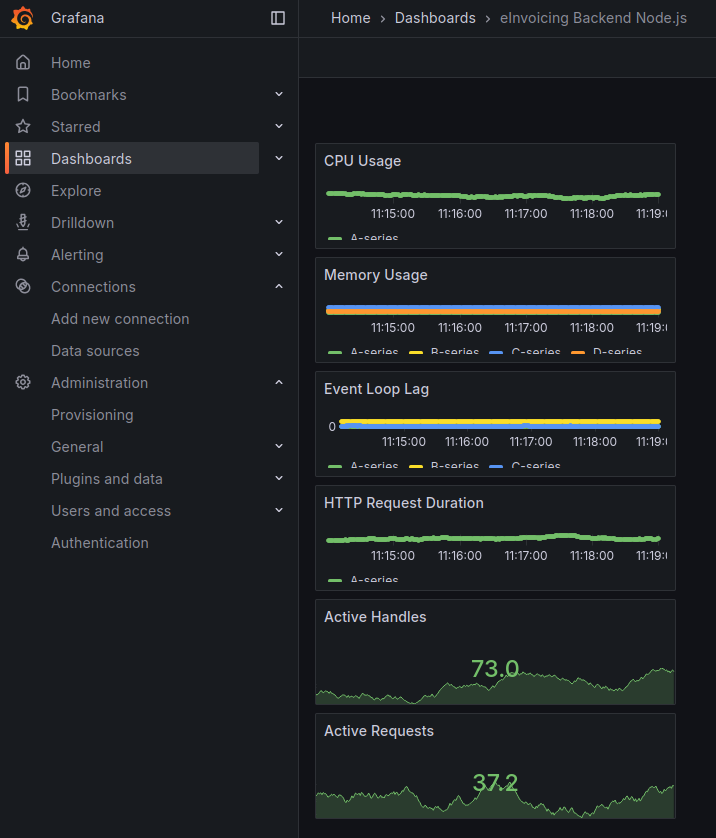 Grafana
Home
Bookmarks
Starred
Dashboards
Explore
Drilldown
Alerting
Connections
Add new connection
Data sources
Administration
Provisioning
General
Plugins and data
Users and access
Authentication
Home › Dashboards › eInvoicing Backend Node.js
CPU Usage
11:15:00 11:16:00 11:17:00 11:18:00 11:19:
A-series
Memory Usage
11:15:00 11:16:00 11:17:00 11:18:00 11:19:
A-series B-series C-series D-series
Event Loop Lag
0
11:15:00 11:16:00 11:17:00 11:18:00 11:19:
A-series B-series C-series
HTTP Request Duration
11:15:00 11:16:00 11:17:00 11:18:00 11:19:
A-series
Active Handles
73.0
Active Requests
37.2